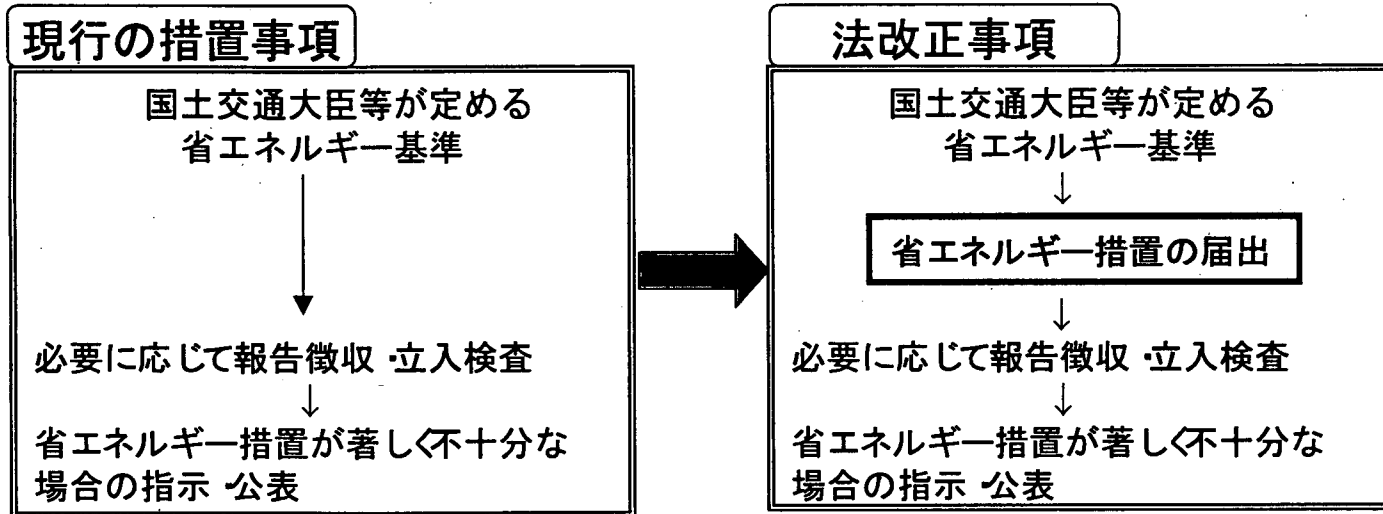 現行の措置事項
国土交通大臣等が定める
省エネルギー基準
↓
必要に応じて報告徴収・立入検査
↓
省エネルギー措置が著しく不十分な
場合の指示・公表
法改正事項
国土交通大臣等が定める
省エネルギー基準
↓
省エネルギー措置の届出
↓
必要に応じて報告徴収・立入検査
↓
省エネルギー措置が著しく不十分な
場合の指示・公表